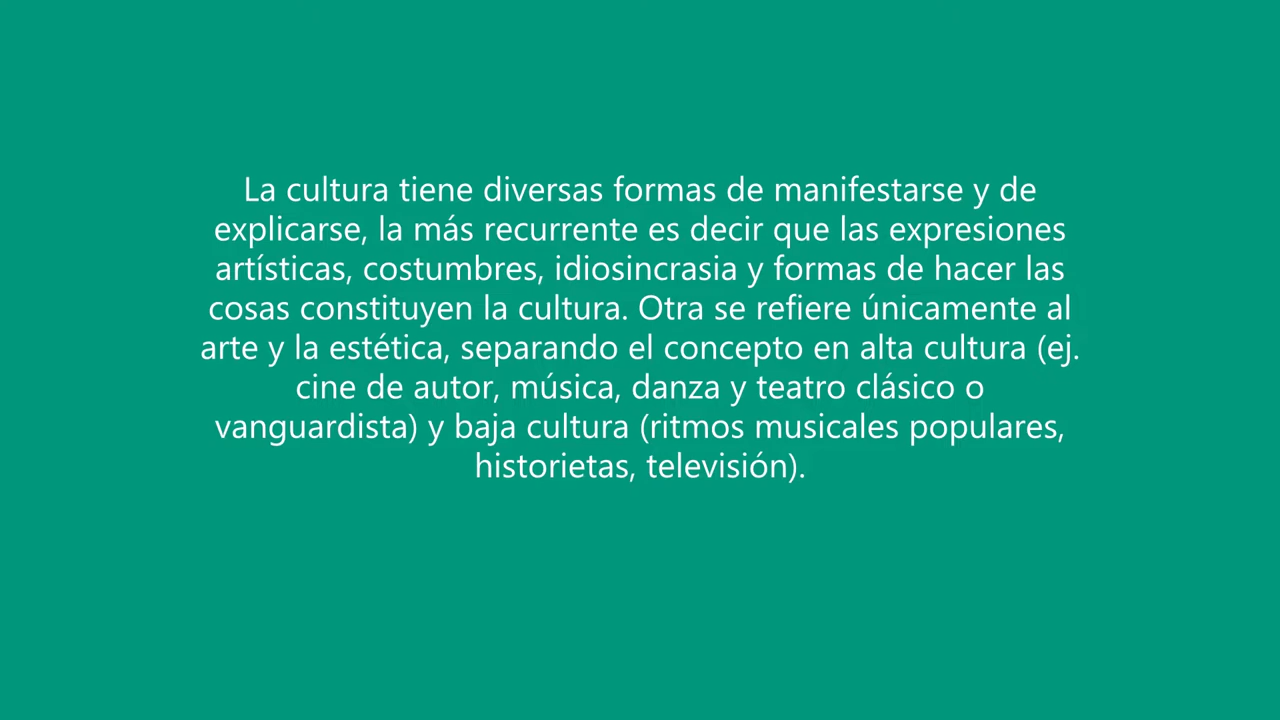 La cultura tiene diversas formas de manifestarse y de
explicarse, la más recurrente es decir que las expresiones
artísticas, costumbres, idiosincrasia y formas de hacer las
cosas constituyen la cultura. Otra se refiere únicamente al
arte y la estética, separando el concepto en alta cultura (ej.
cine de autor, música, danza y teatro clásico o
vanguardista) y baja cultura (ritmos musicales populares,
historietas, televisión).